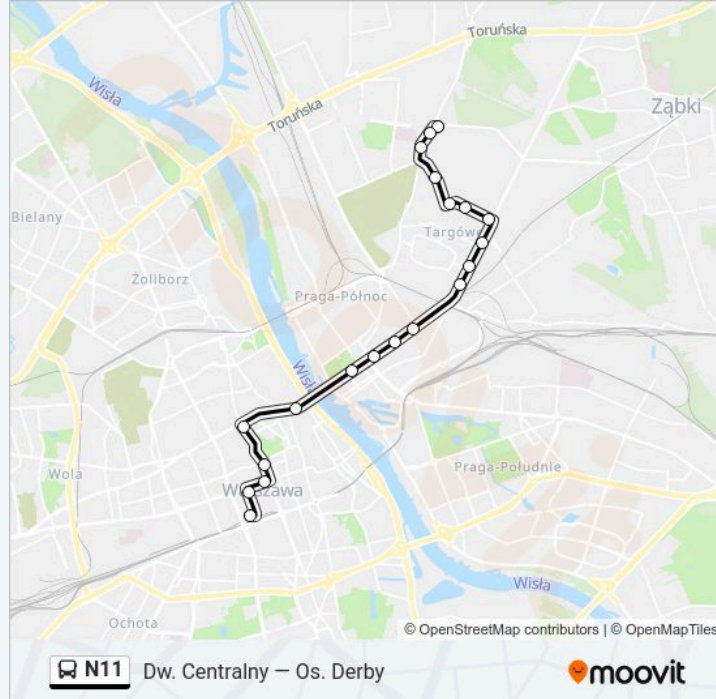 Toruńska
Wisła
Ząbki
Toruńska
Bielany
Targówe
Żoliborz
Praga-Północ
Wisła
Praga-Południe
Wola
Warszawa
Wisła
Ochota
© OpenStreetMap contributors | © OpenMapTiles
N11 Dw. Centralny — Os. Derby moovit